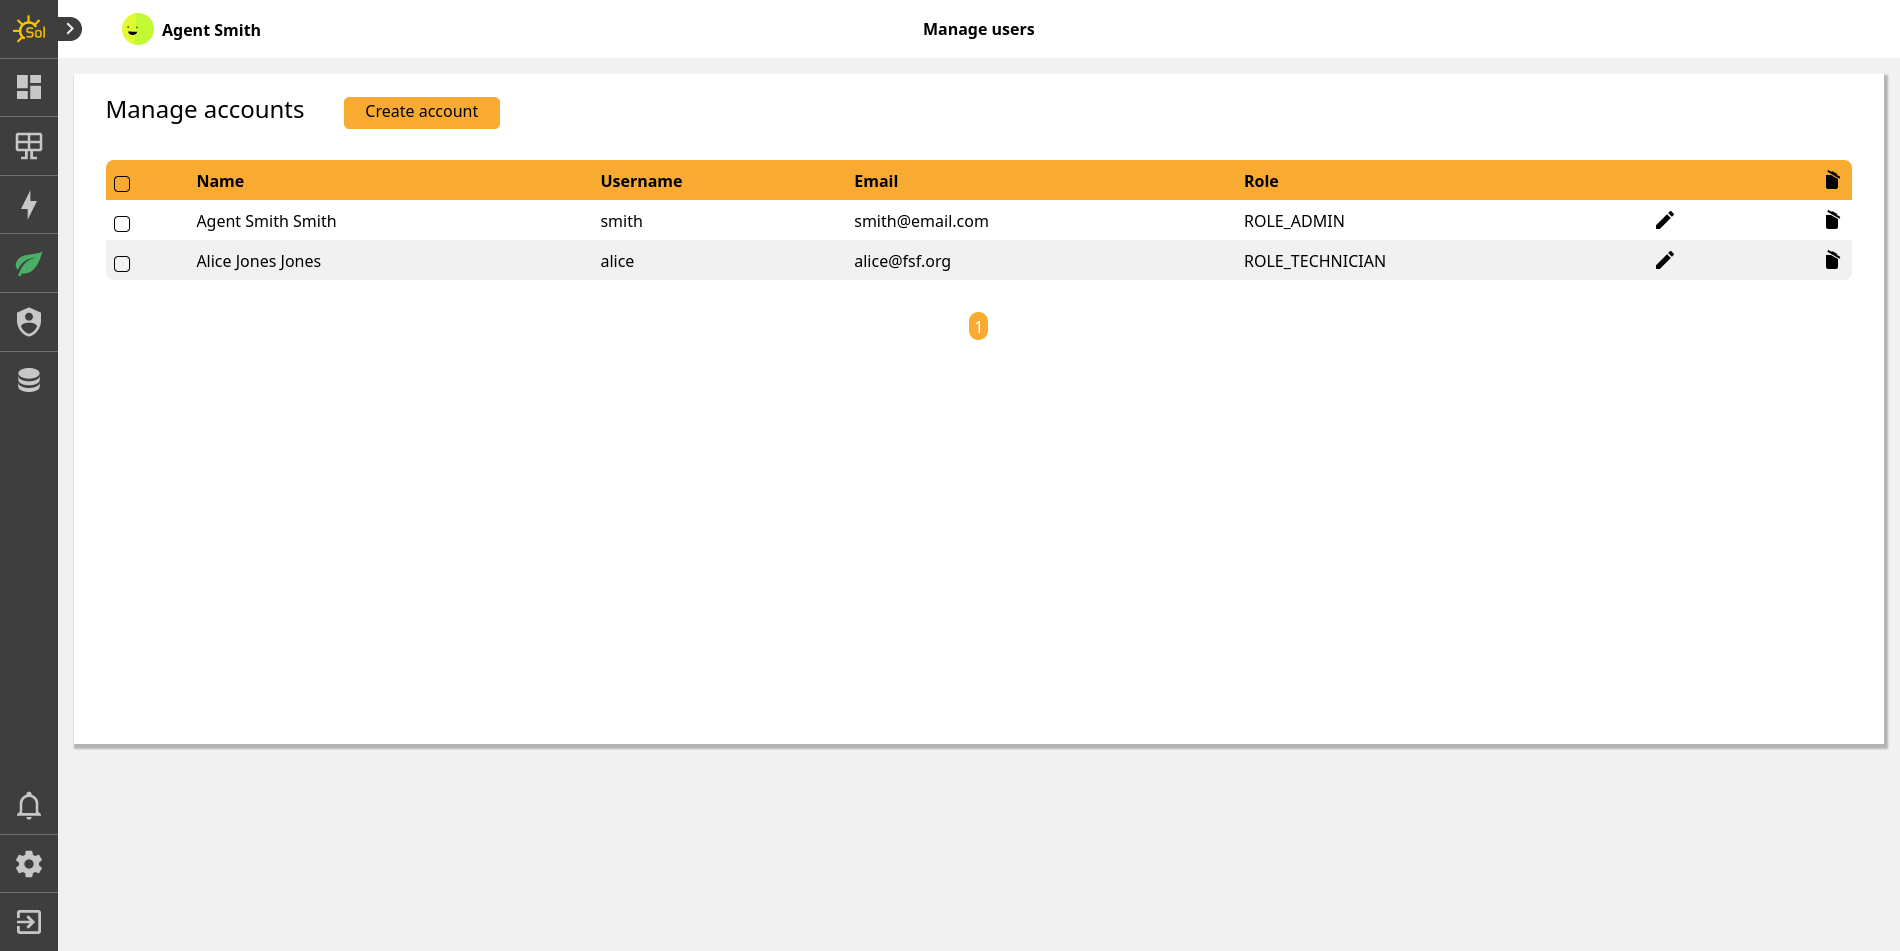 Sol
Agent Smith
Manage users
Manage accounts
Create account
Name Username Email Role
Agent Smith Smith smith smith@email.com ROLE_ADMIN
Alice Jones Jones alice alice@fsf.org ROLE_TECHNICIAN
1